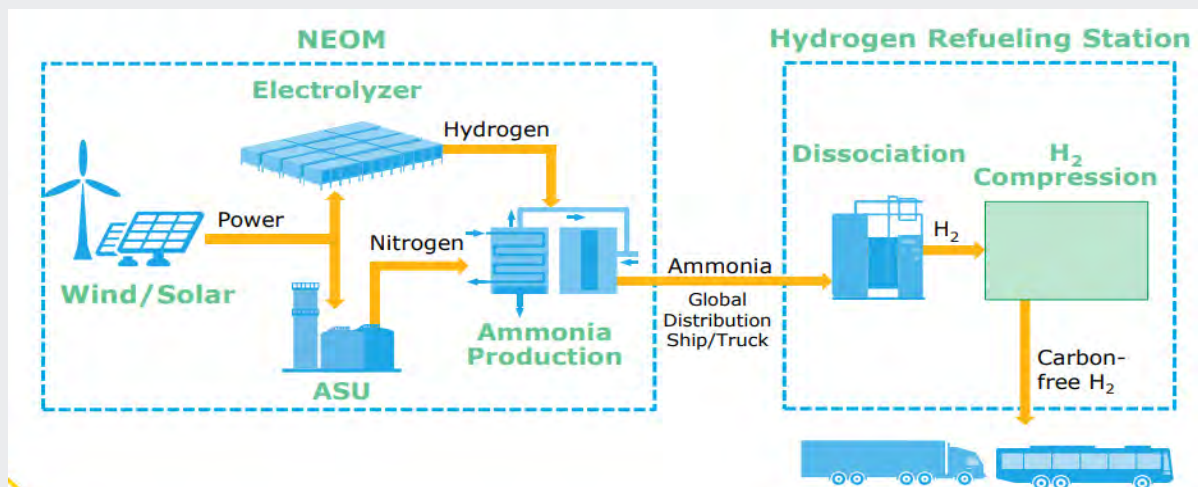 NEOM
Electrolyzer
Hydrogen
Power
Nitrogen
Wind/Solar
ASU
Ammonia
Production
Ammonia
Global
Distribution
Ship/Truck
Hydrogen Refueling Station
Dissociation
H₂
Compression
H₂
Carbon-
free H₂